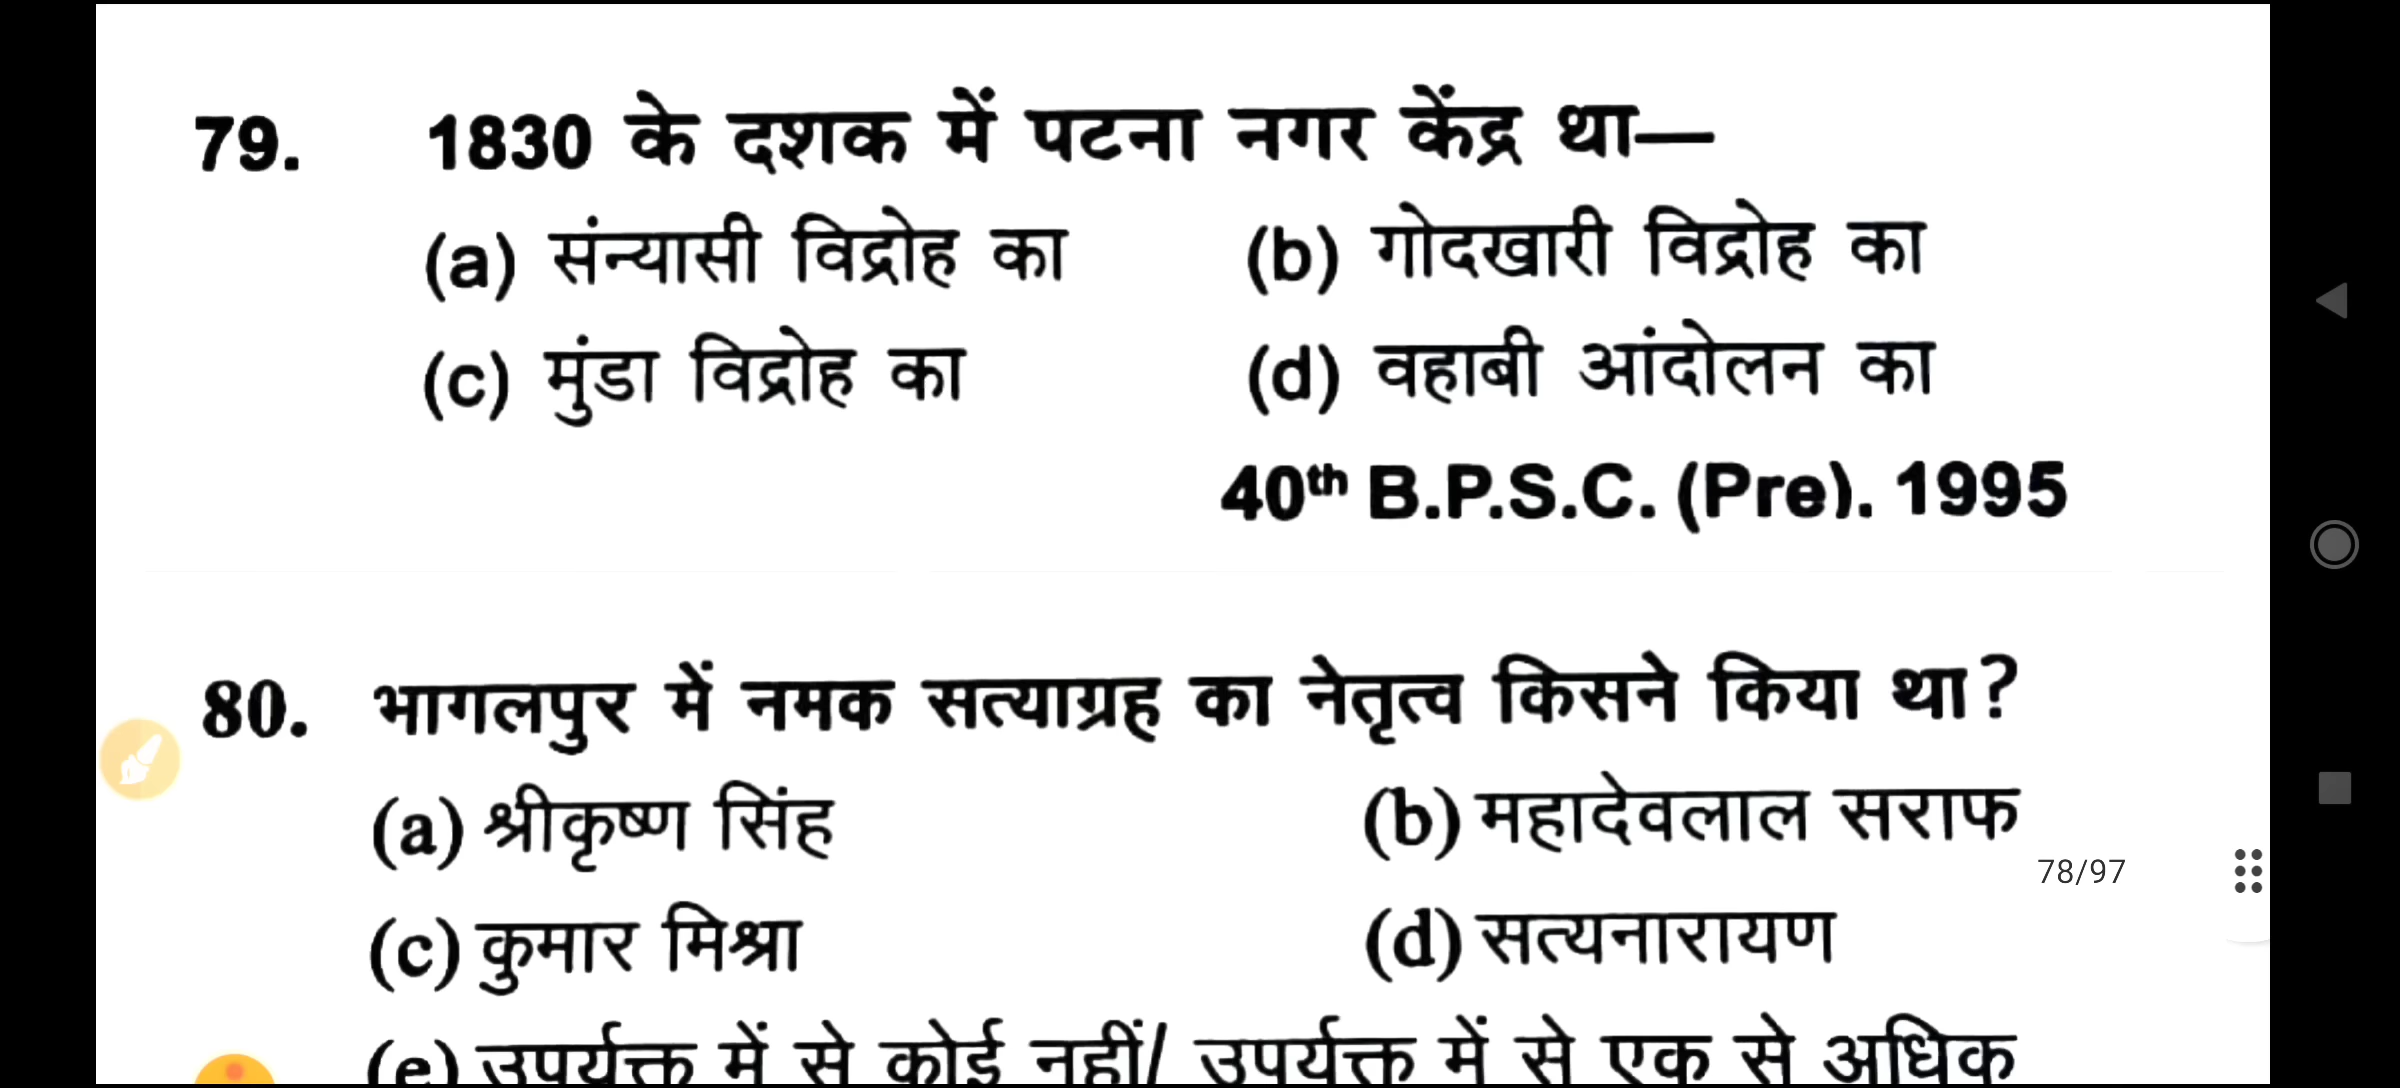 79. 1830 के दशक में पटना नगर केंद्र था—
(a) संन्यासी विद्रोह का (b) गोदखारी विद्रोह का
(c) मुंडा विद्रोह का (d) वहाबी आंदोलन का
40th B.P.S.C. (Pre). 1995
80. भागलपुर में नमक सत्याग्रह का नेतृत्व किसने किया था?
(a) श्रीकृष्ण सिंह (b) महादेवलाल सराफ
78/97
(c) कुमार मिश्रा (d) सत्यनारायण
(e) उपर्युक्त में से कोई नहीं/ उपर्युक्त में से एक से अधिक